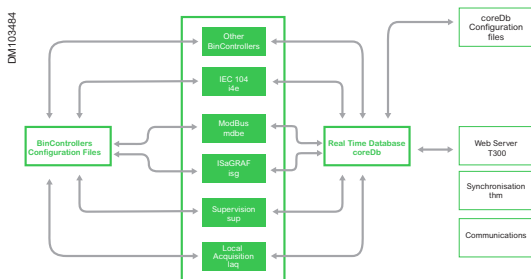 DM103484
Other
BinControllers
IEC 104
i4e
ModBus
mdbe
ISaGRAF
isg
Supervision
sup
Local
Acquisition
laq
BinControllers
Configuration Files
Real Time Database
coreDb
coreDb
Configuration
files
Web Server
T300
Synchronisation
thm
Communications